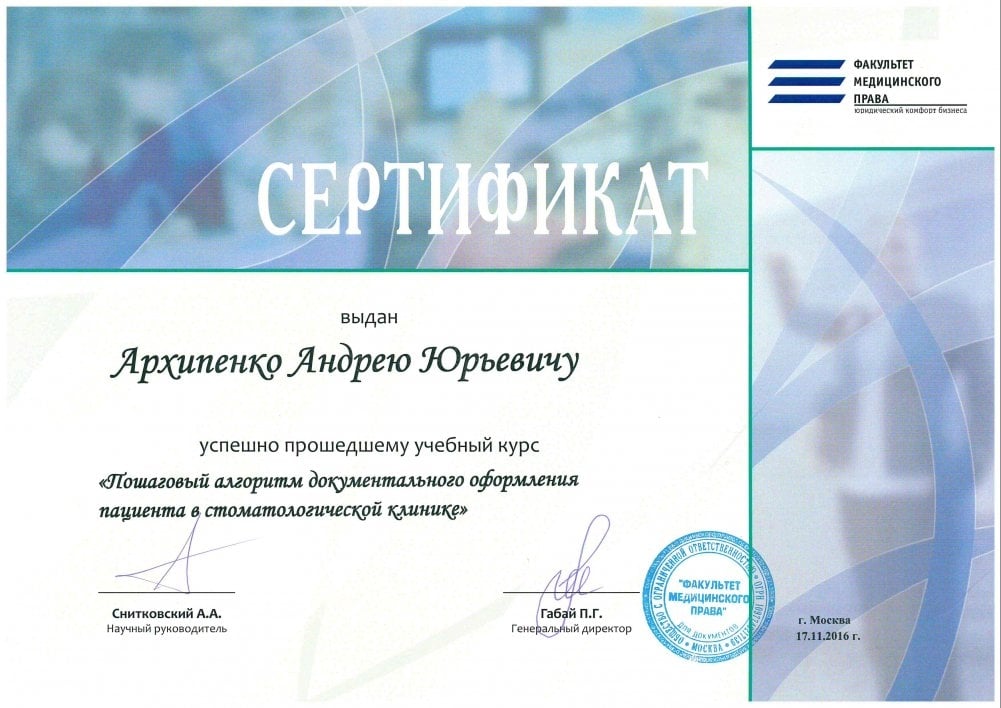 ФАКУЛЬТЕТ
МЕДИЦИНСКОГО
ПРАВА
юридический комфорт бизнеса
СЕРТИФИКАТ
выдан
Архипенко Андрею Юрьевичу
успешно прошедшему учебный курс
«Пошаговый алгоритм документального оформления
пациента в стоматологической клинике»
Снитковский А.А.
Научный руководитель
Габай П.Г.
Генеральный директор
ОБЩЕСТВО С ОГРАНИЧЕННОЙ ОТВЕТСТВЕННОСТЬЮ
"ФАКУЛЬТЕТ
МЕДИЦИНСКОГО
ПРАВА"
ДЛЯ ДОКУМЕНТОВ
МОСКВА
г. Москва
17.11.2016 г.